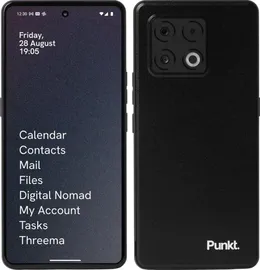 12:30
Friday,
28 August
19:05
Calendar
Contacts
Mail
Files
Digital Nomad
My Account
Tasks
Threema
Punkt.